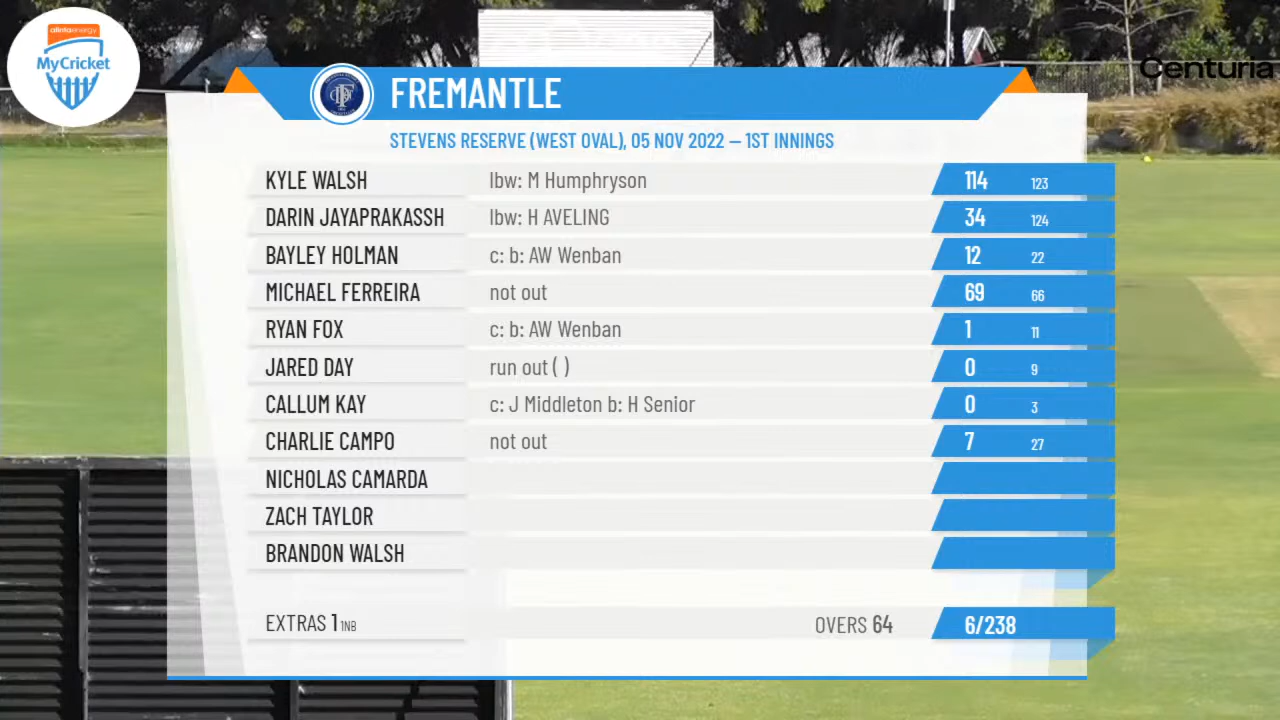 alintaenergy
MyCricket
Centuria
FREMANTLE
STEVENS RESERVE (WEST OVAL), 05 NOV 2022 – 1ST INNINGS
KYLE WALSH lbw: M Humphryson 114 123
DARIN JAYAPRAKASSH lbw: H AVELING 34 124
BAYLEY HOLMAN c: b: AW Wenban 12 22
MICHAEL FERREIRA not out 69 66
RYAN FOX c: b: AW Wenban 1 11
JARED DAY run out ( ) 0 9
CALLUM KAY c: J Middleton b: H Senior 0 3
CHARLIE CAMPO not out 7 27
NICHOLAS CAMARDA
ZACH TAYLOR
BRANDON WALSH
EXTRAS 1 1NB OVERS 64 6/238